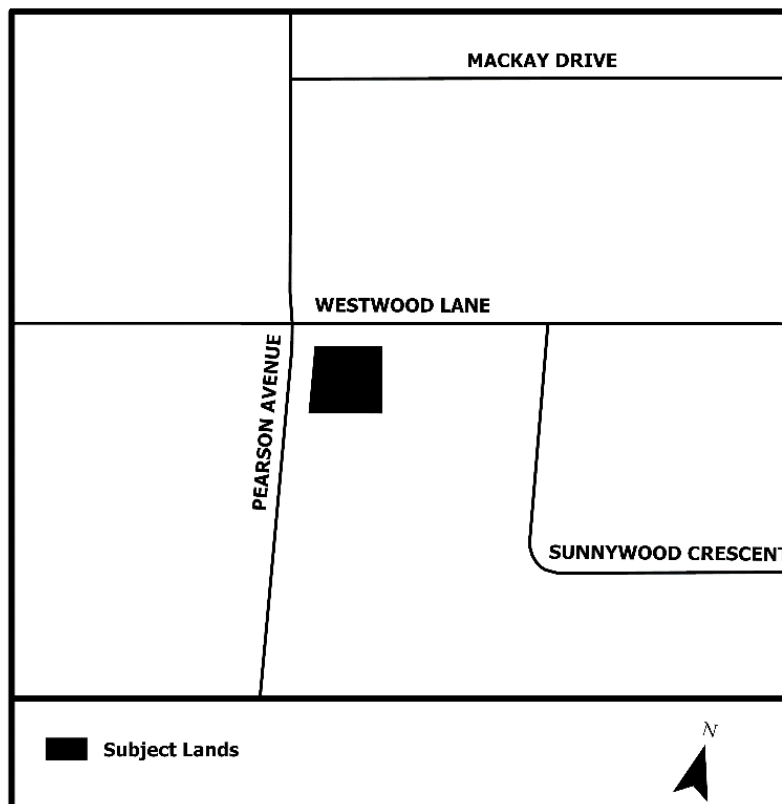 MACKAY DRIVE
WESTWOOD LANE
PEARSON AVENUE
SUNNYWOOD CRESCENT
Subject Lands
N